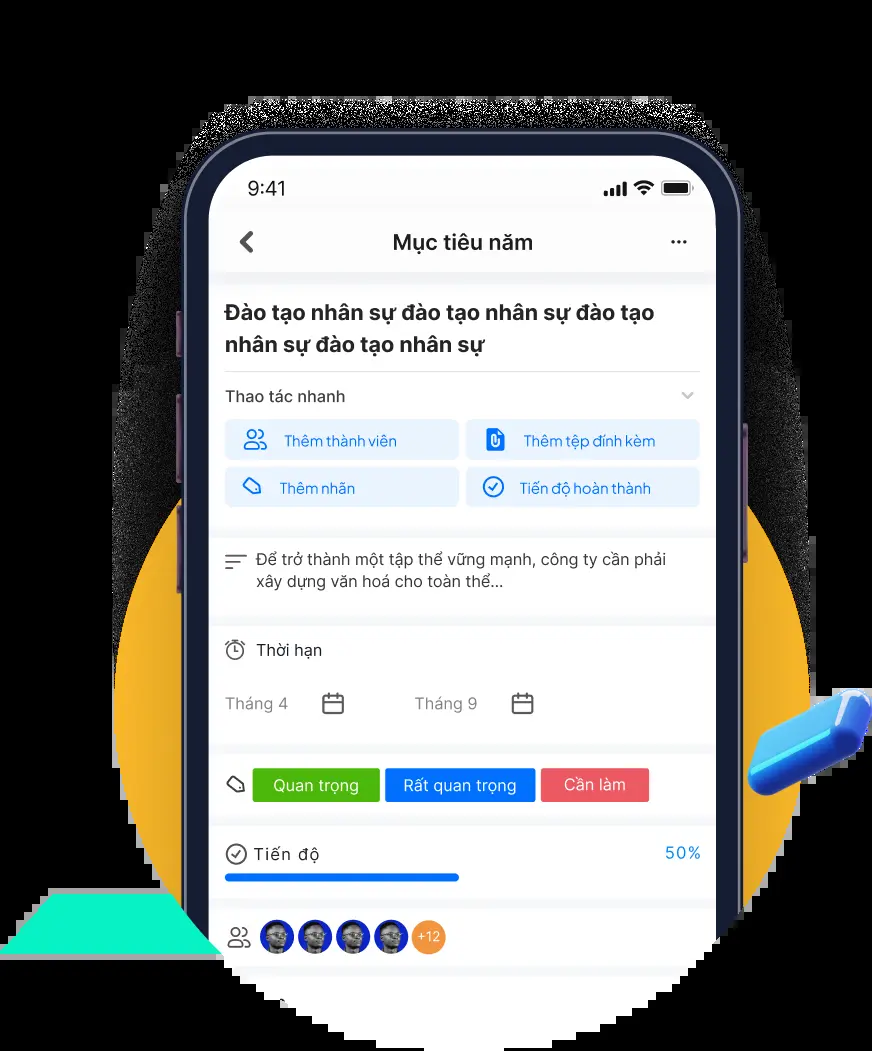 9:41
Mục tiêu năm
Đào tạo nhân sự đào tạo nhân sự đào tạo
nhân sự đào tạo nhân sự
Thao tác nhanh
Thêm thành viên
Thêm tệp đính kèm
Thêm nhãn
Tiến độ hoàn thành
Để trở thành một tập thể vững mạnh, công ty cần phải
xây dựng văn hoá cho toàn thể...
Thời hạn
Tháng 4
Tháng 9
Quan trọng
Rất quan trọng
Cần làm
Tiến độ
50%
+12